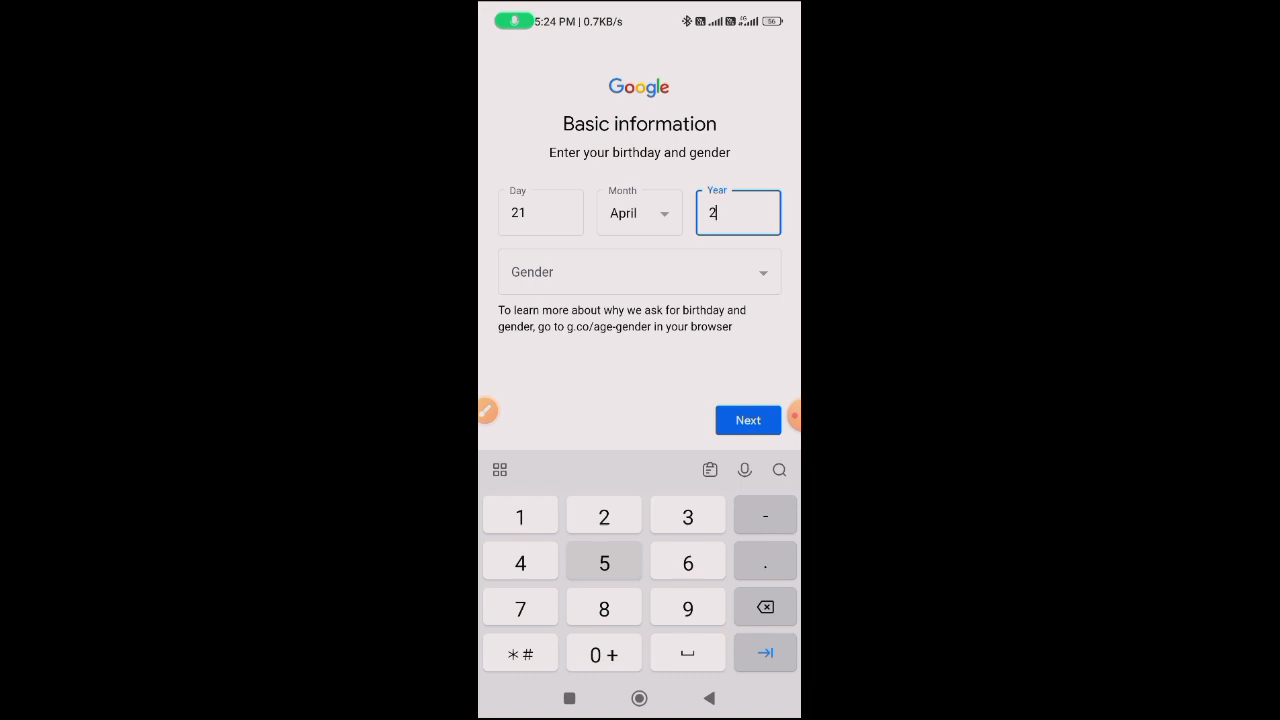 5:24 PM | 0.7KB/s 4G 56
Google
Basic information
Enter your birthday and gender
Day Month Year
21 April 2
Gender
To learn more about why we ask for birthday and
gender, go to g.co/age-gender in your browser
Next
1 2 3 -
4 5 6 .
7 8 9
*# 0 +